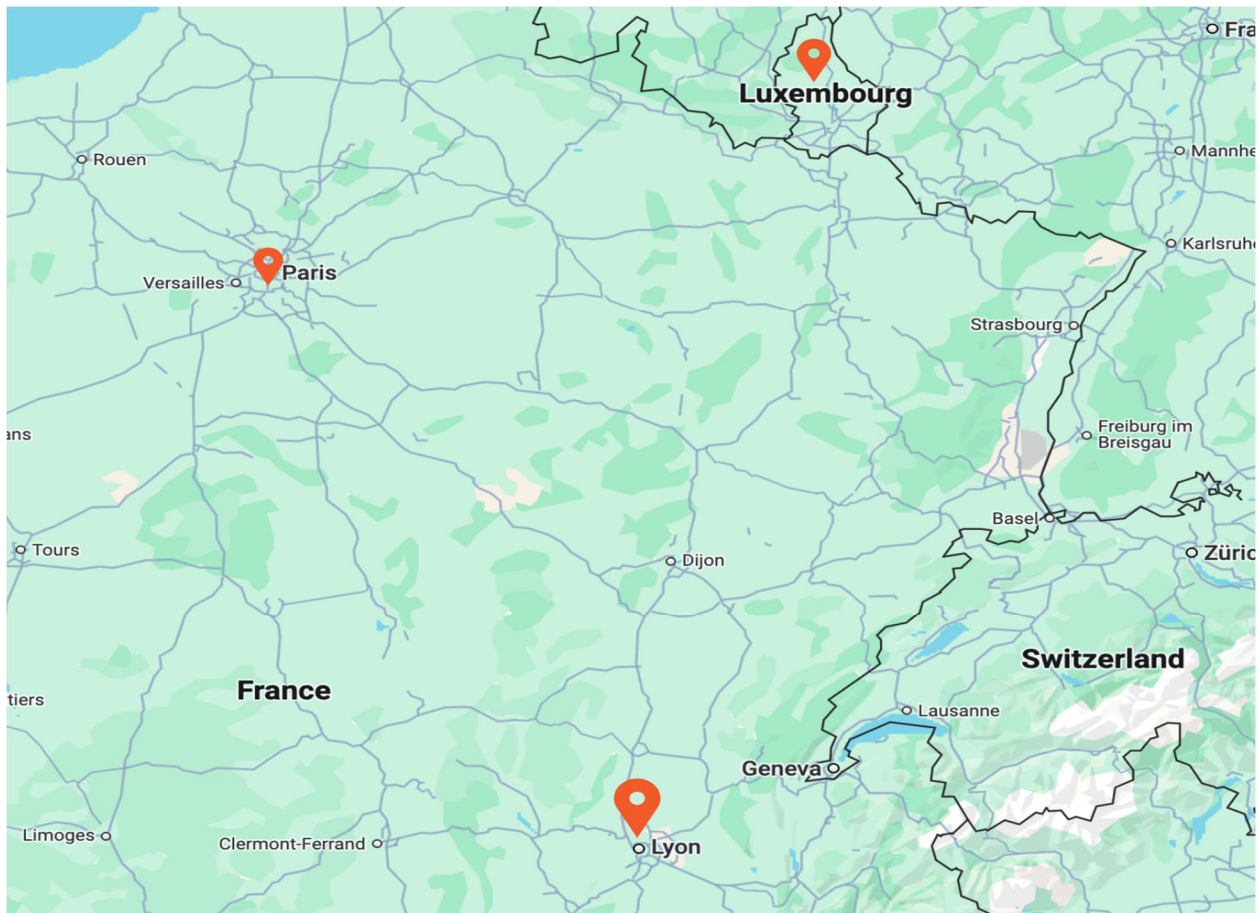 Fra
Luxembourg
Mannhe
Rouen
Karlsruhe
Paris
Versailles
Strasbourg
Freiburg im
Breisgau
ans
Basel
Tours
Dijon
Züric
Switzerland
France
tiers
Lausanne
Geneva
Limoges
Clermont-Ferrand
Lyon